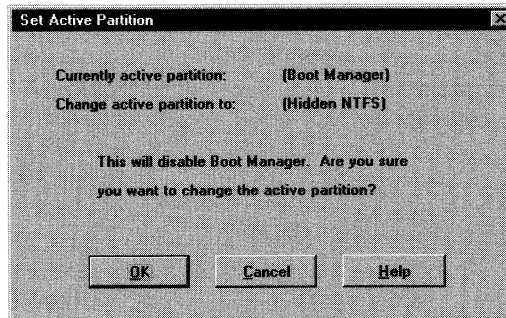 Set Active Partition
Currently active partition: (Boot Manager)
Change active partition to: (Hidden NTFS)
This will disable Boot Manager. Are you sure
you want to change the active partition?
OK Cancel Help